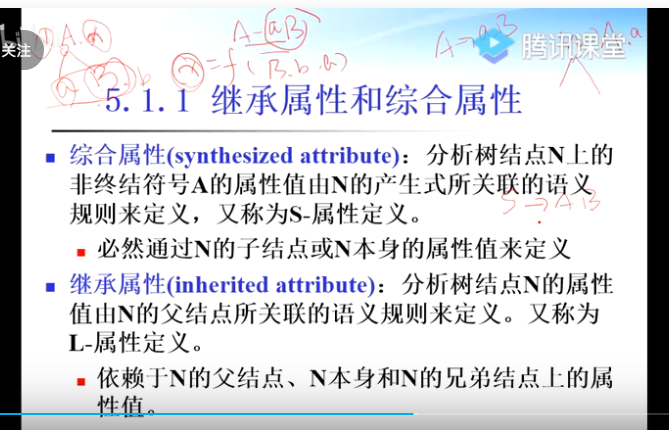 关注
A→aB
腾讯课堂
5.1.1 继承属性和综合属性
综合属性(synthesized attribute)：分析树结点N上的
非终结符号A的属性值由N的产生式所关联的语义
规则来定义，又称为S-属性定义。
S→AB
必然通过N的子结点或N本身的属性值来定义
继承属性(inherited attribute)：分析树结点N的属性
值由N的父结点所关联的语义规则来定义。又称为
L-属性定义。
依赖于N的父结点、N本身和N的兄弟结点上的属
性值。